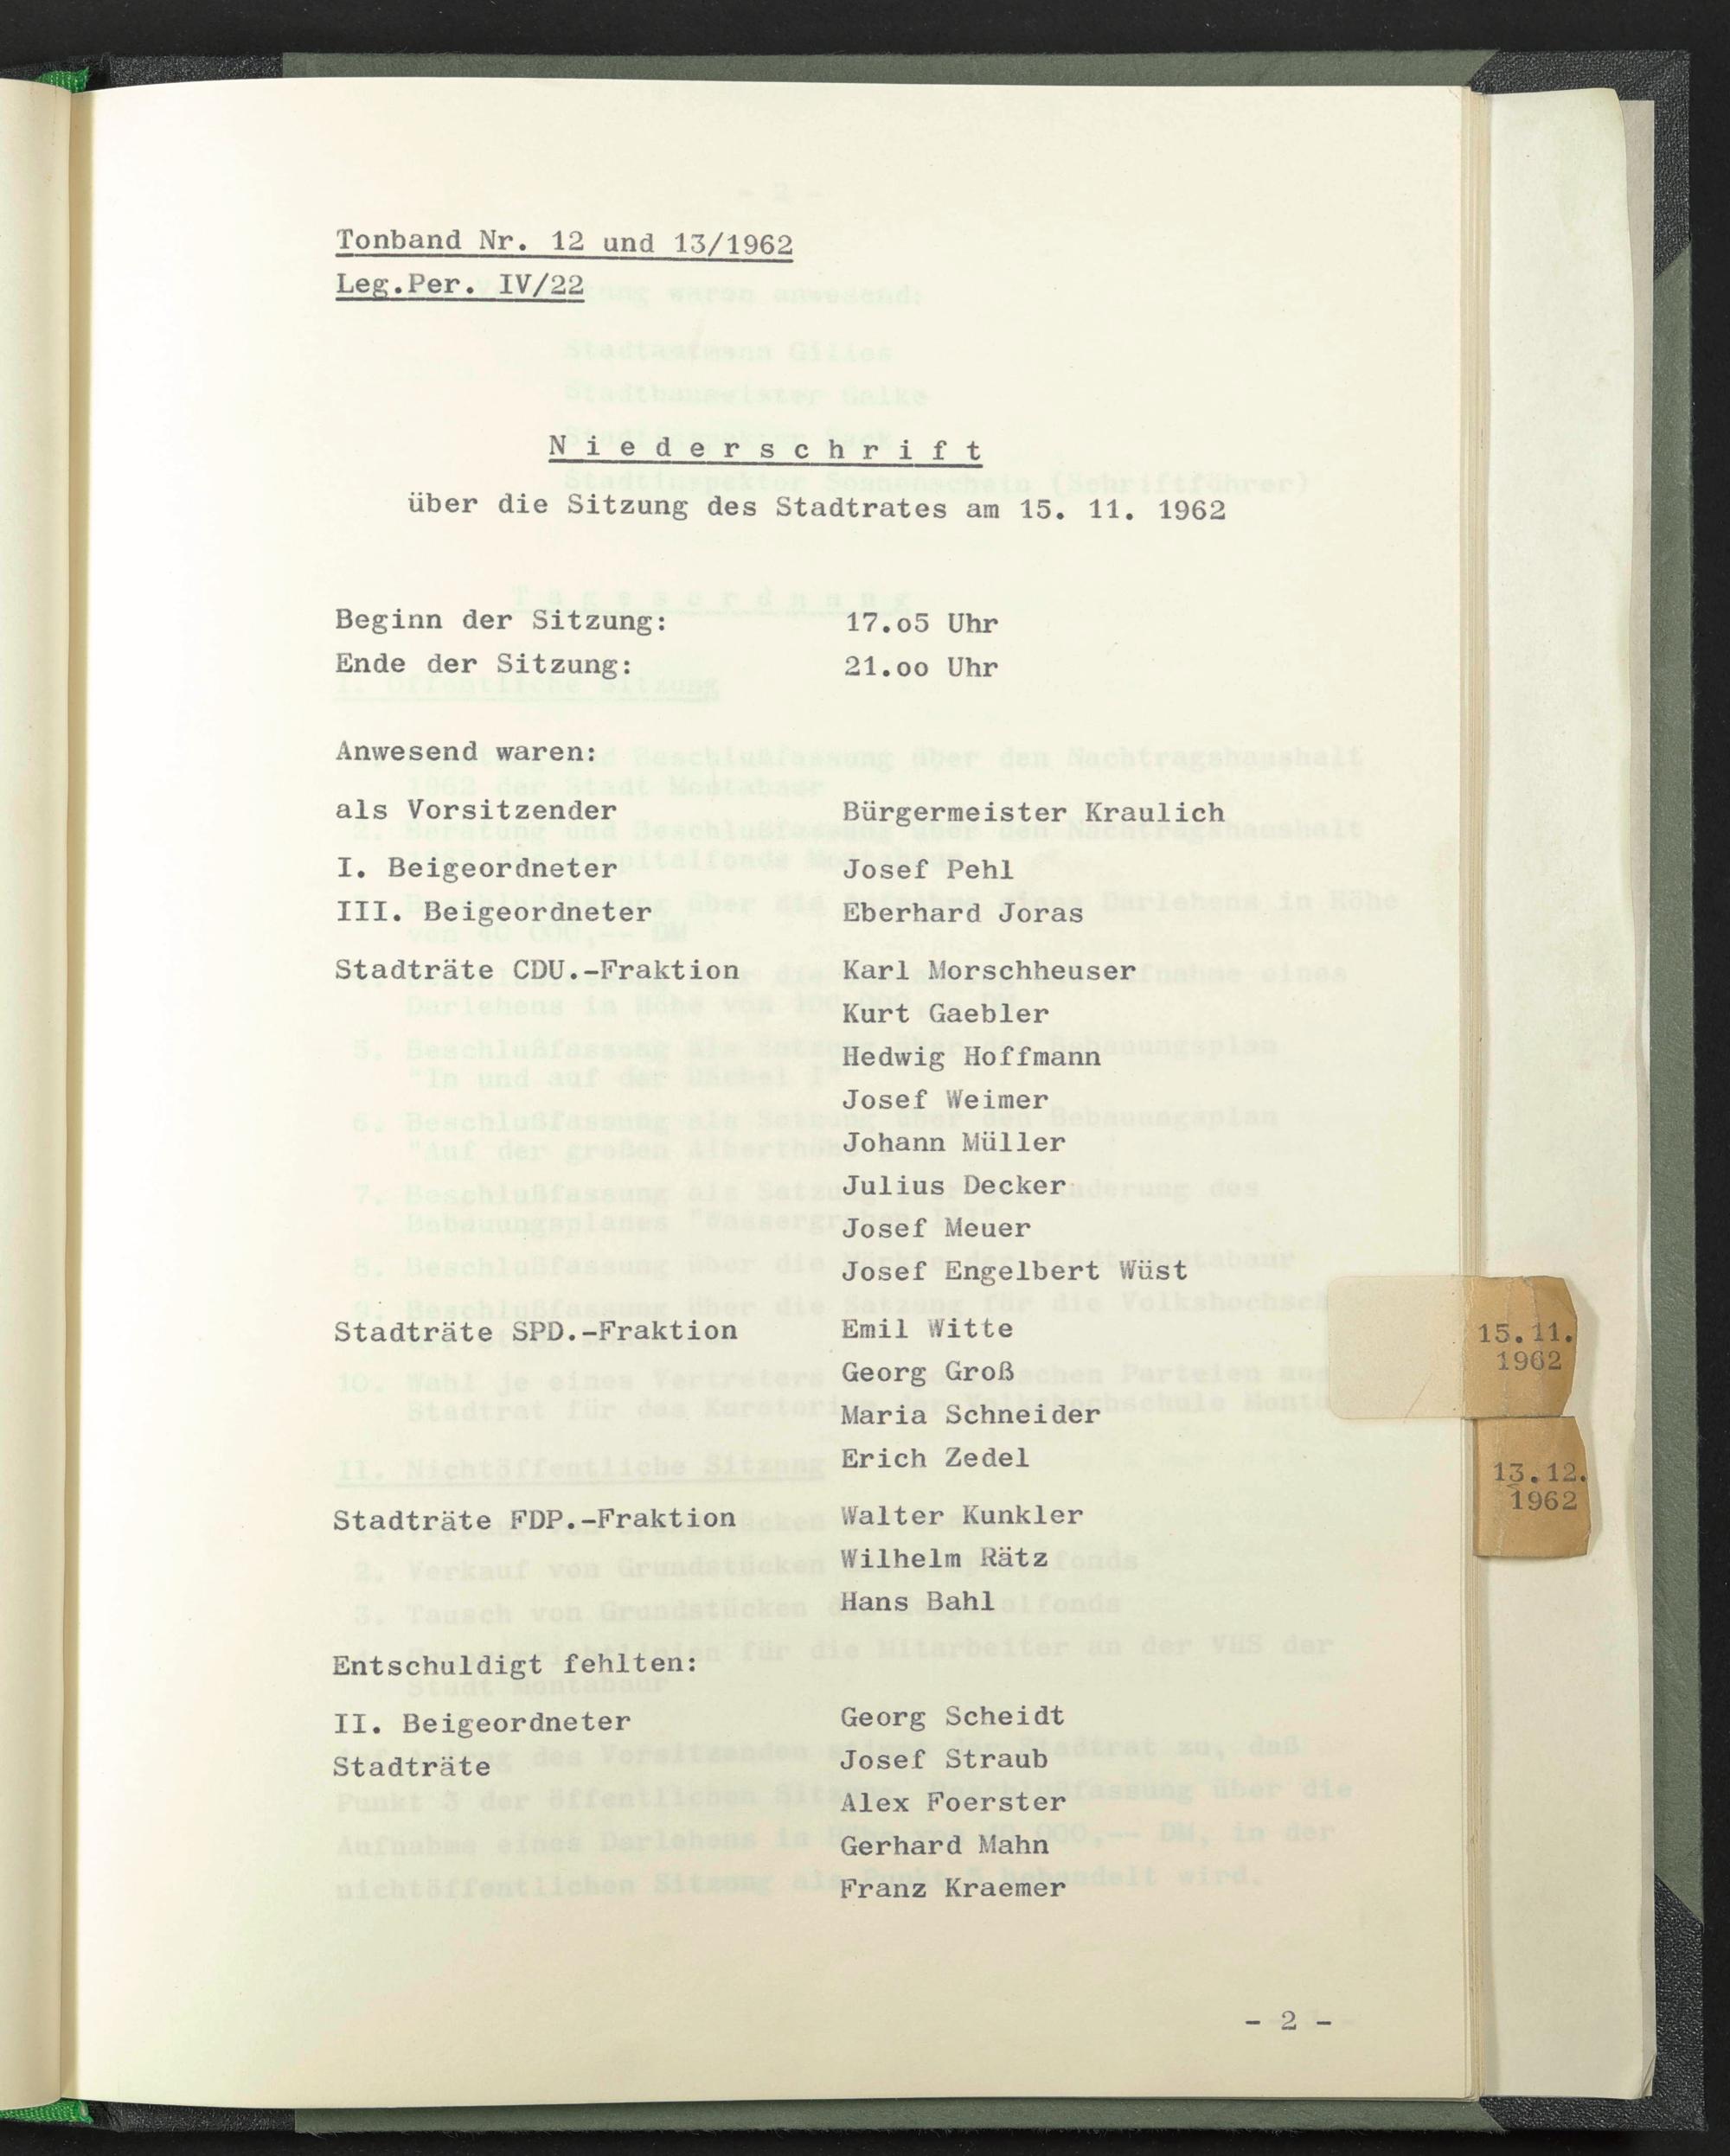 Tonband Nr. 12 und 13/1962
Leg.Per. IV/22
Niederschrift
über die Sitzung des Stadtrates am 15. 11. 1962
Beginn der Sitzung: 17.o5 Uhr
Ende der Sitzung: 21.oo Uhr
Anwesend waren:
als Vorsitzender Bürgermeister Kraulich
I. Beigeordneter Josef Pehl
III. Beigeordneter Eberhard Joras
Stadträte CDU.-Fraktion Karl Morschheuser
Kurt Gaebler
Hedwig Hoffmann
Josef Weimer
Johann Müller
Julius Decker
Josef Meuer
Josef Engelbert Wüst
Stadträte SPD.-Fraktion Emil Witte
Georg Groß
Maria Schneider
Erich Zedel
Stadträte FDP.-Fraktion Walter Kunkler
Wilhelm Rätz
Hans Bahl
Entschuldigt fehlten:
II. Beigeordneter Georg Scheidt
Stadträte Josef Straub
Alex Foerster
Gerhard Mahn
Franz Kraemer
- 2 -
15.11.
1962
13.12.
1962